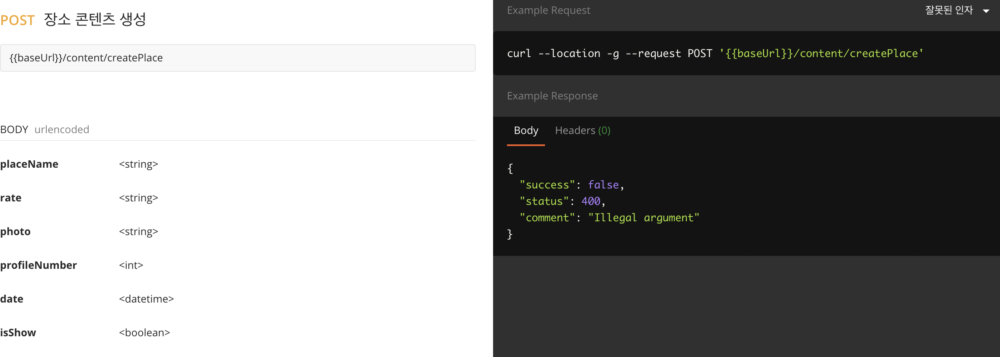 POST 장소 콘텐츠 생성
{{baseUrl}}/content/createPlace
BODY urlencoded
placeName <string>
rate <string>
photo <string>
profileNumber <int>
date <datetime>
isShow <boolean>
Example Request 잘못된 인자
curl --location -g --request POST '{{baseUrl}}/content/createPlace'
Example Response
Body Headers (0)
{
  "success": false,
  "status": 400,
  "comment": "Illegal argument"
}